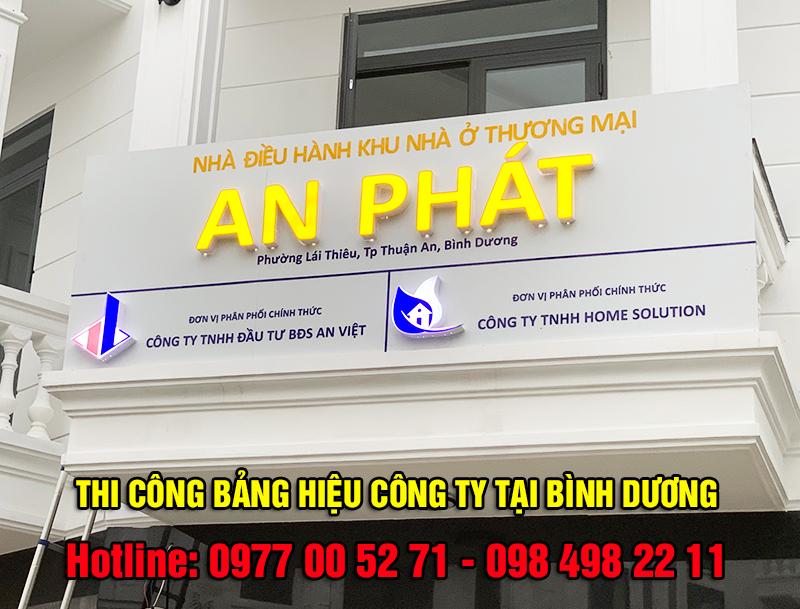 NHÀ ĐIỀU HÀNH KHU NHÀ Ở THƯƠNG MẠI
AN PHÁT
Phường Lái Thiêu, Tp Thuận An, Bình Dương
ĐƠN VỊ PHÂN PHỐI CHÍNH THỨC
CÔNG TY TNHH ĐẦU TƯ BĐS AN VIỆT
ĐƠN VỊ PHÂN PHỐI CHÍNH THỨC
CÔNG TY TNHH HOME SOLUTION
THI CÔNG BẢNG HIỆU CÔNG TY TẠI BÌNH DƯƠNG
Hotline: 0977 00 52 71 - 098 498 22 11